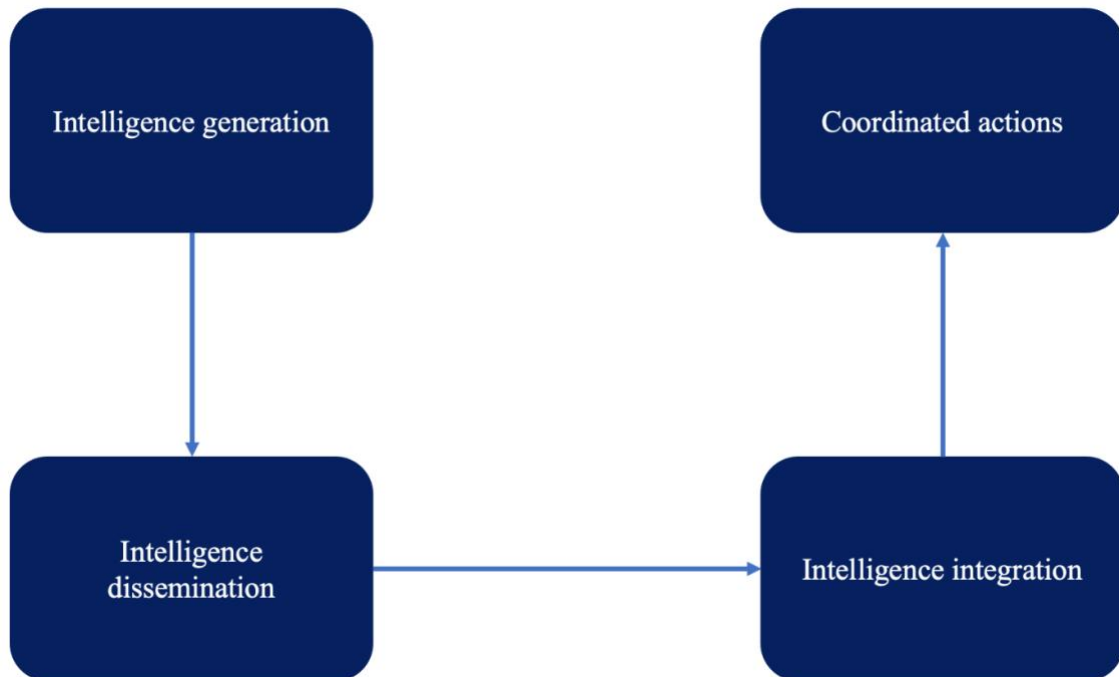 Intelligence generation
Coordinated actions
Intelligence
dissemination
Intelligence integration